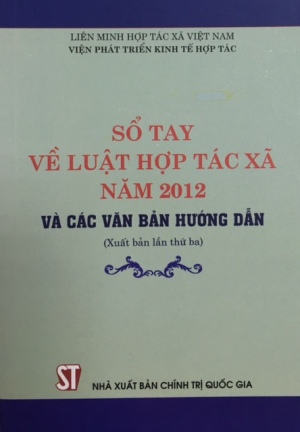 LIÊN MINH HỢP TÁC XÃ VIỆT NAM
VIỆN PHÁT TRIỂN KINH TẾ HỢP TÁC
SỔ TAY
VỀ LUẬT HỢP TÁC XÃ
NĂM 2012
VÀ CÁC VĂN BẢN HƯỚNG DẪN
(Xuất bản lần thứ ba)
ST
NHÀ XUẤT BẢN CHÍNH TRỊ QUỐC GIA